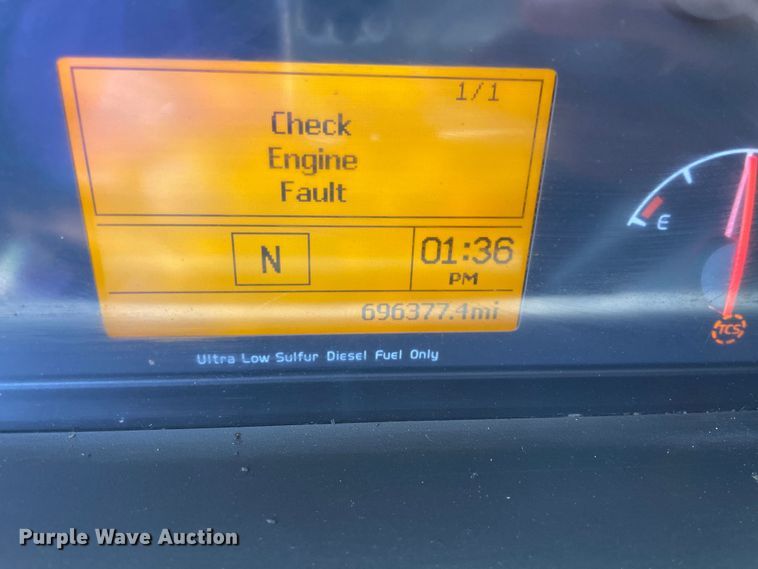 1/1
Check
Engine
Fault
N
01:36
PM
696377.4mi
E
TCS
Ultra Low Sulfur Diesel Fuel Only
Purple Wave Auction